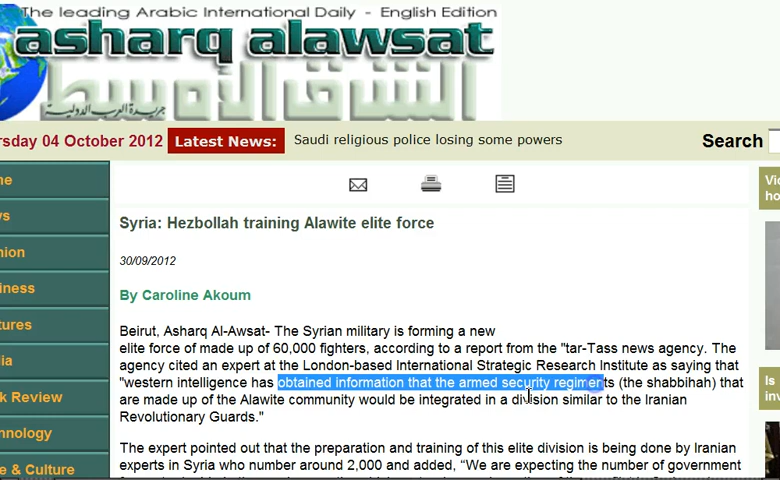 The leading Arabic International Daily - English Edition
asharq alawsat
الشرق الأوسط
جريدة العرب الدولية
rsday 04 October 2012
Latest News:
Saudi religious police losing some powers
Search
me
Vic
ho
ws
Syria: Hezbollah training Alawite elite force
nion
30/09/2012
iness
By Caroline Akoum
tures
Beirut, Asharq Al-Awsat- The Syrian military is forming a new
elite force of made up of 60,000 fighters, according to a report from the "tar-Tass news agency. The
dia
agency cited an expert at the London-based International Strategic Research Institute as saying that
"western intelligence has obtained information that the armed security regiments (the shabbihah) that
Is
inv
k Review
are made up of the Alawite community would be integrated in a division similar to the Iranian
Revolutionary Guards."
hnology
The expert pointed out that the preparation and training of this elite division is being done by Iranian
e & Culture
experts in Syria who number around 2,000 and added, “We are expecting the number of government